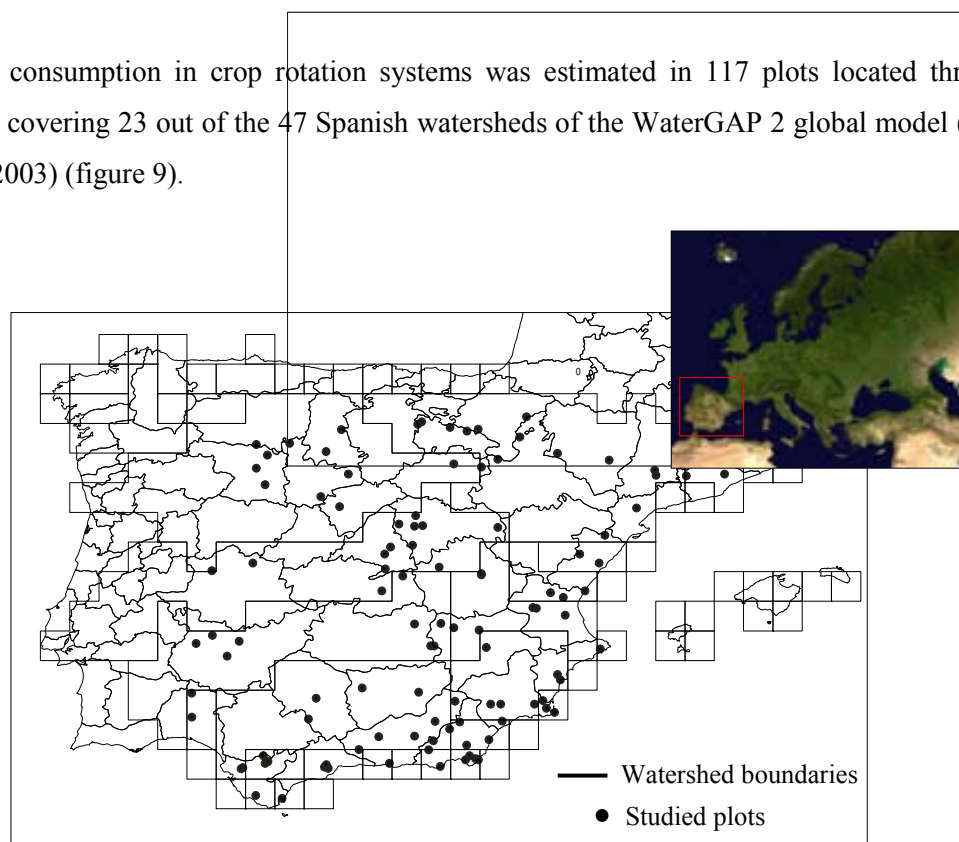 consumption in crop rotation systems was estimated in 117 plots located thr
covering 23 out of the 47 Spanish watersheds of the WaterGAP 2 global model (
2003) (figure 9).
0
Watershed boundaries
Studied plots